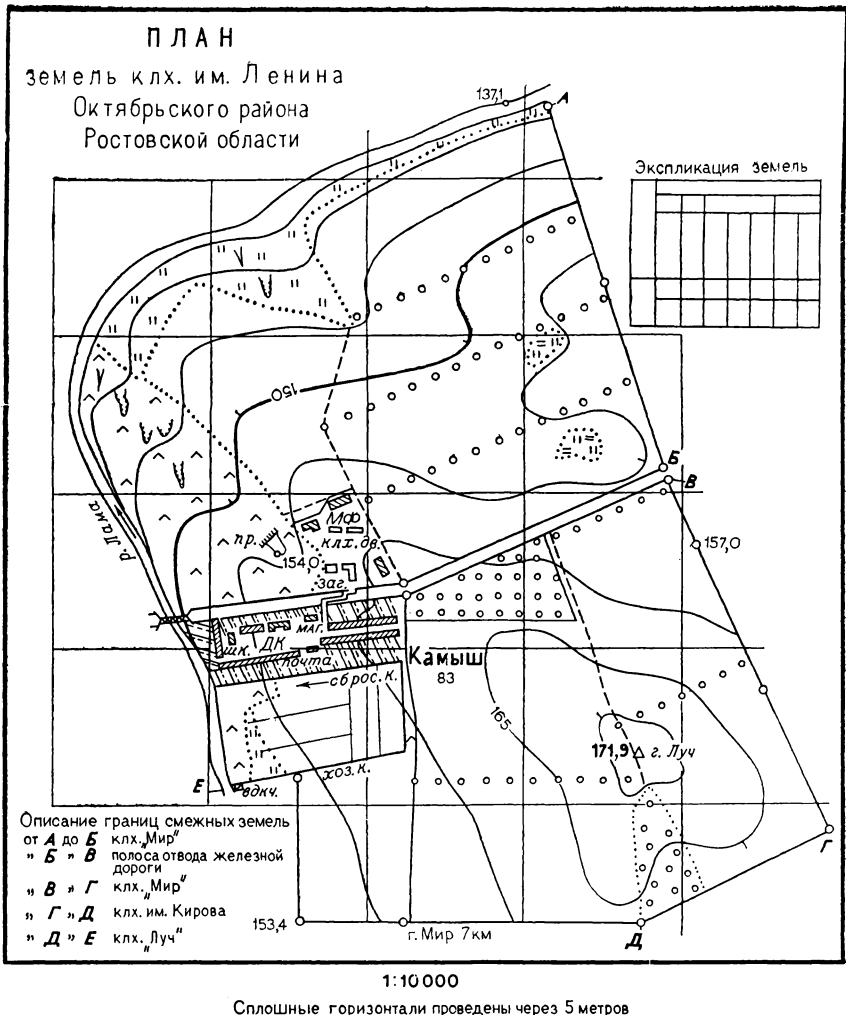 ПЛАН
земель клх. им. Ленина
Октябрьского района
Ростовской области
137,1
А
Экспликация земель
150
Б
В
р. Лама
МФ
пр.
клх. дв.
154,0
157,0
заг.
маг.
шк.
ДК
почта
Камыш
83
сброс. к.
165
171,9
г. Луч
хоз. к.
Е
вдкч.
Описание границ смежных земель
от А до Б клх. „Мир"
" Б " В полоса отвода железной
дороги
" В " Г клх. „Мир"
" Г " Д клх. им. Кирова
" Д " Е клх. „Луч"
Г
153,4
г. Мир 7км
Д
1:10 000
Сплошные горизонтали проведены через 5 метров